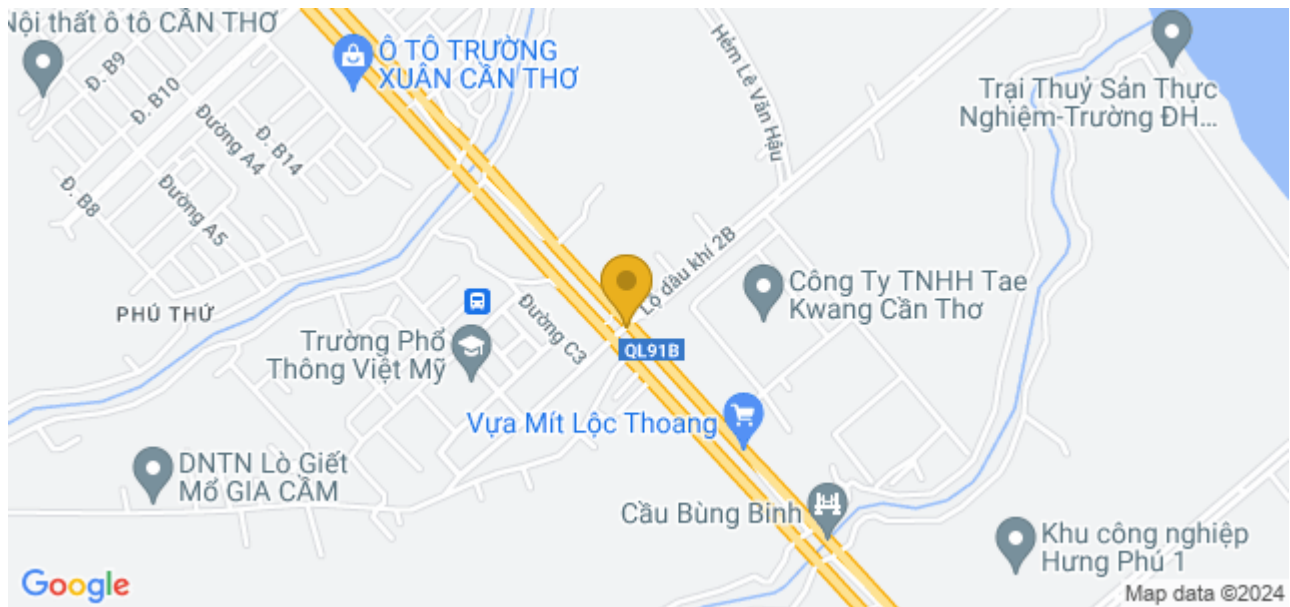 Nội thất ô tô CẦN THƠ
Đ. B9
Đ. B10
Ô TÔ TRƯỜNG
XUÂN CẦN THƠ
Hẻm Lê Văn Hậu
Trại Thuỷ Sản Thực
Nghiệm-Trường ĐH...
Đường A4
Đ. B14
Đ. B8
Đường A5
Lộ dầu khí 2B
Công Ty TNHH Tae
Kwang Cần Thơ
PHÚ THỨ
Đường C3
Trường Phổ
Thông Việt Mỹ
QL91B
Vựa Mít Lộc Thoang
DNTN Lò Giết
Mổ GIA CẦM
Cầu Bùng Binh
Khu công nghiệp
Hưng Phú 1
Google
Map data ©2024